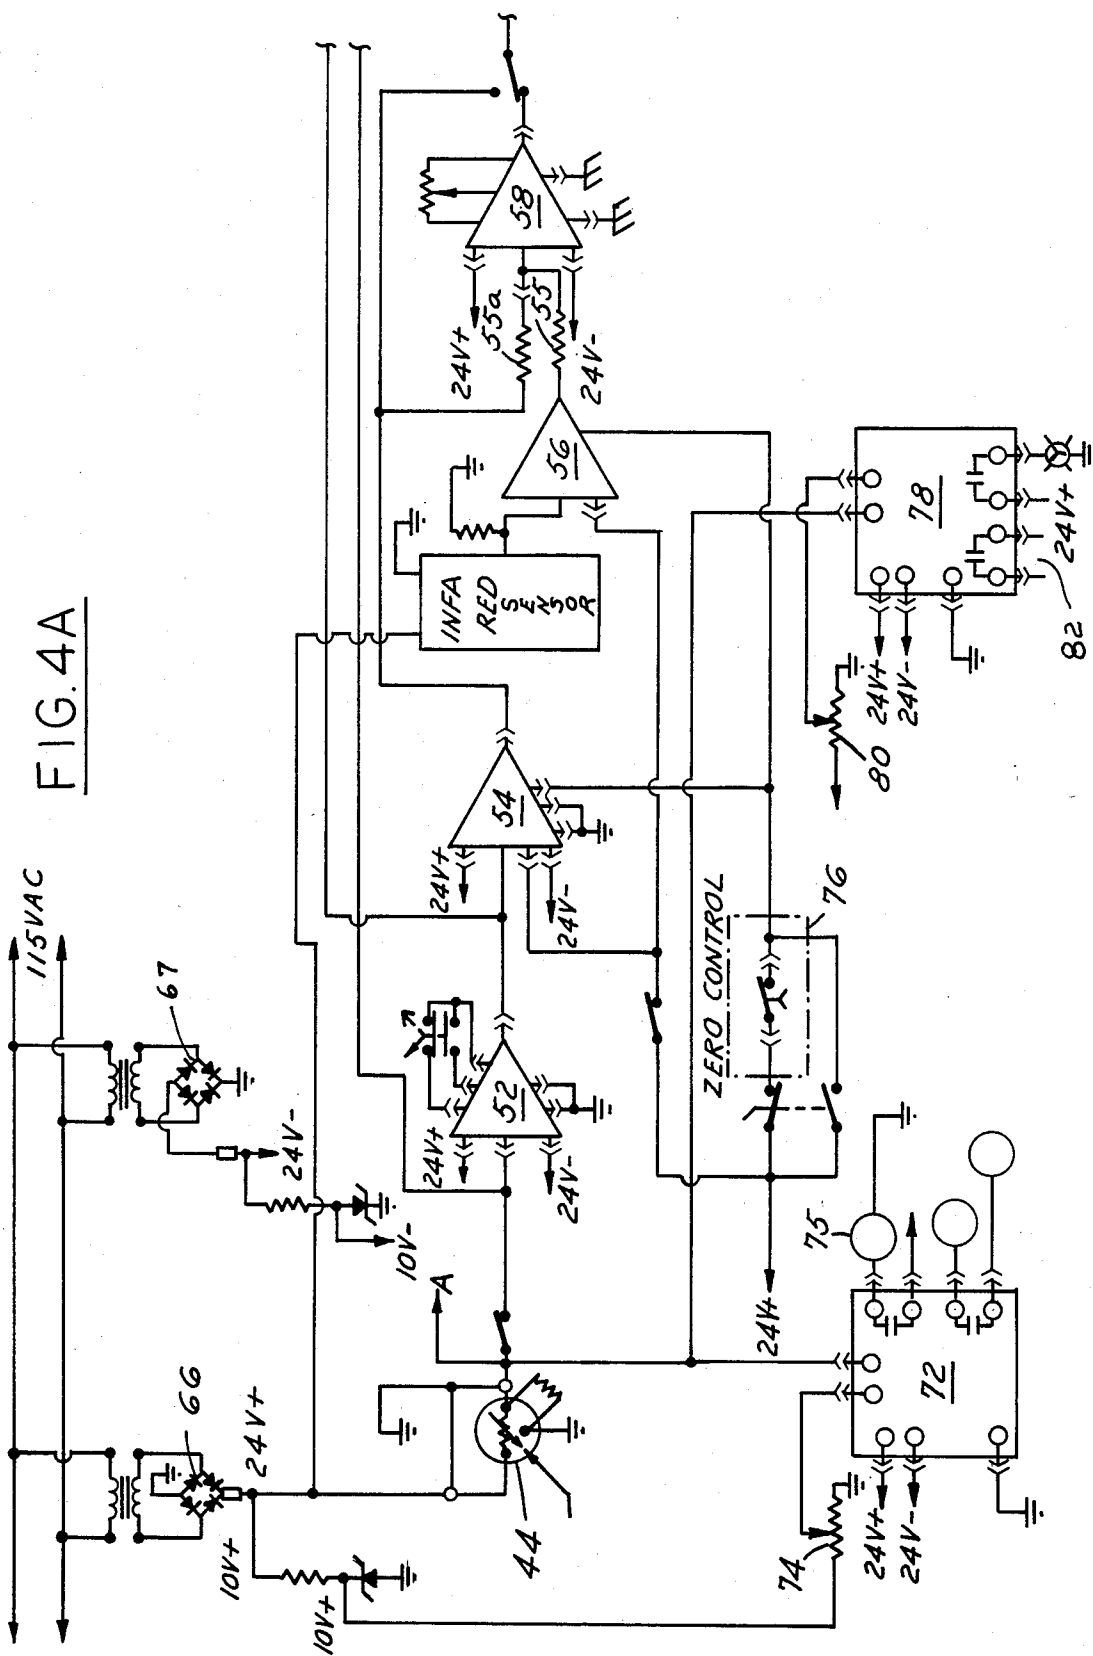 FIG. 4A
115VAC
67
24V-
10V-
66
24V+
10V+
10V+
A
44
52
24V+
24V-
54
24V+
24V-
INFA
RED
SENSOR
56
55
55a
58
24V+
24V-
ZERO CONTROL
76
24V+
74
72
75
24V+
24V-
78
80
24V+
24V-
82
24V+